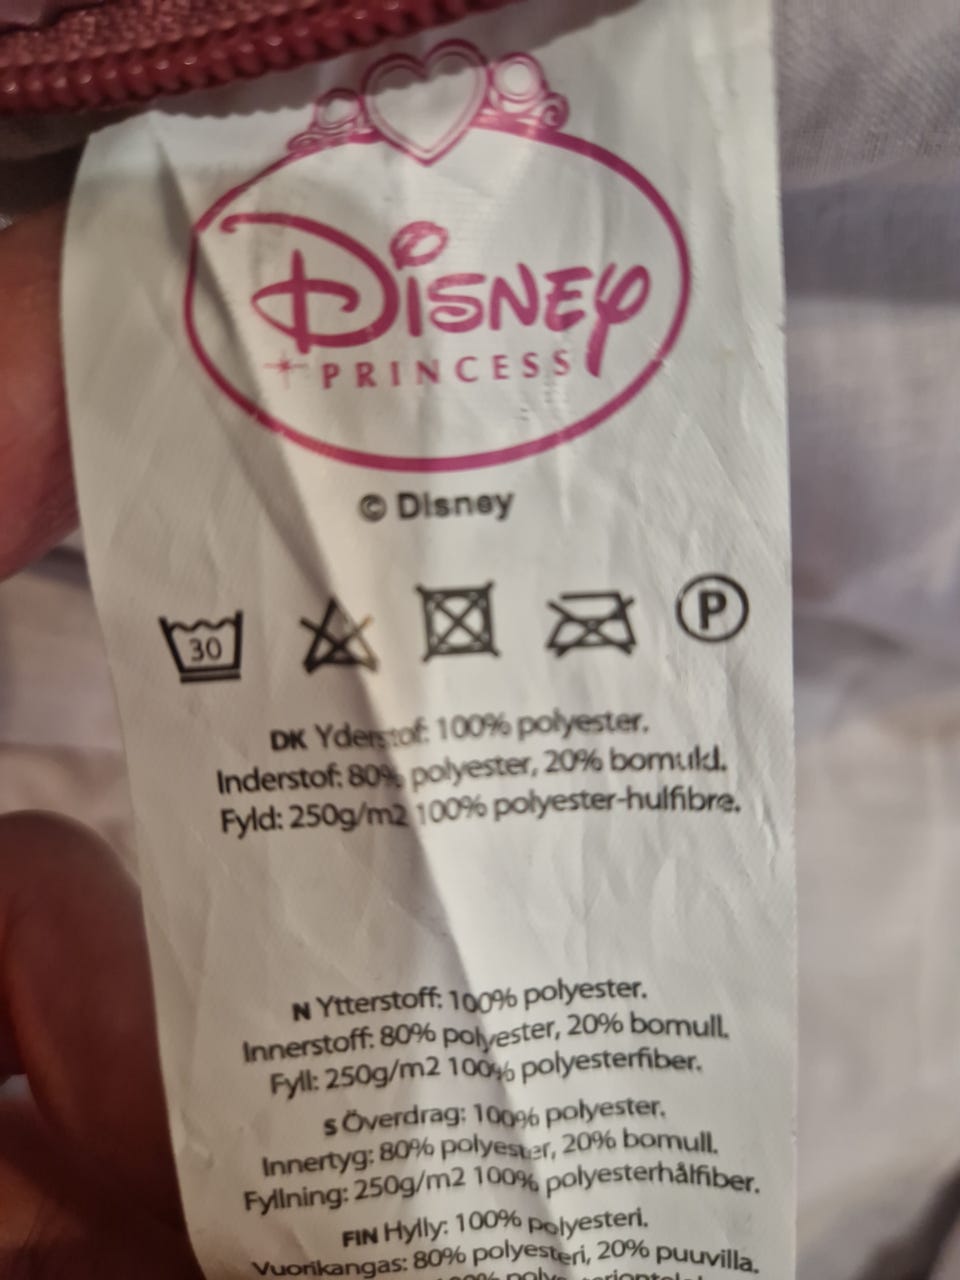 Disney
PRINCESS
© Disney
30
P
DK Yderstof: 100% polyester.
Inderstof: 80% polyester, 20% bomuld.
Fyld: 250g/m2 100% polyester-hulfibre.
N Ytterstoff: 100% polyester.
Innerstoff: 80% polyester, 20% bomull.
Fyll: 250g/m2 100% polyesterfiber.
S Överdrag: 100% polyester.
Innertyg: 80% polyester, 20% bomull.
Fyllning: 250g/m2 100% polyesterhålfiber.
FIN Hylly: 100% polyesteri.
Vuorikangas: 80% polyesteri, 20% puuvilla.